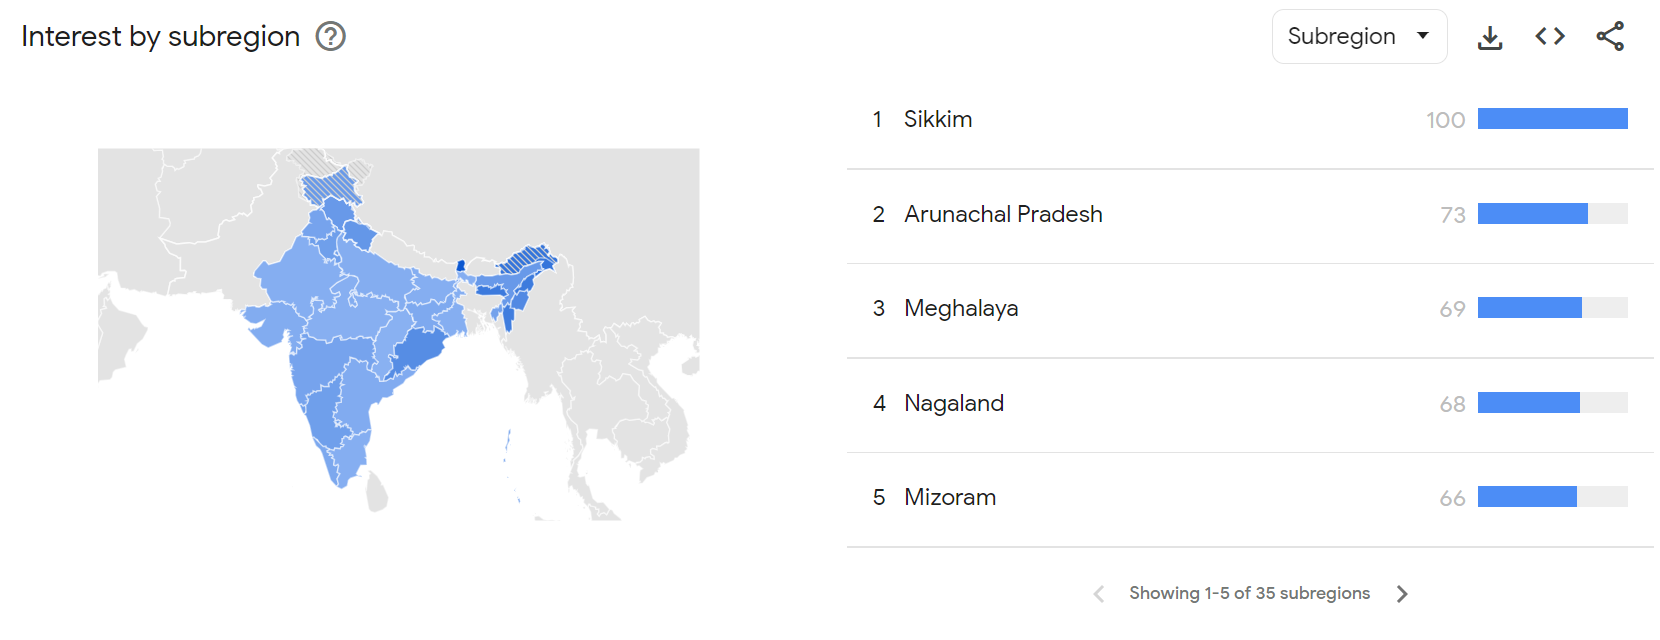 Interest by subregion ?
Subregion
1 Sikkim 100
2 Arunachal Pradesh 73
3 Meghalaya 69
4 Nagaland 68
5 Mizoram 66
Showing 1-5 of 35 subregions